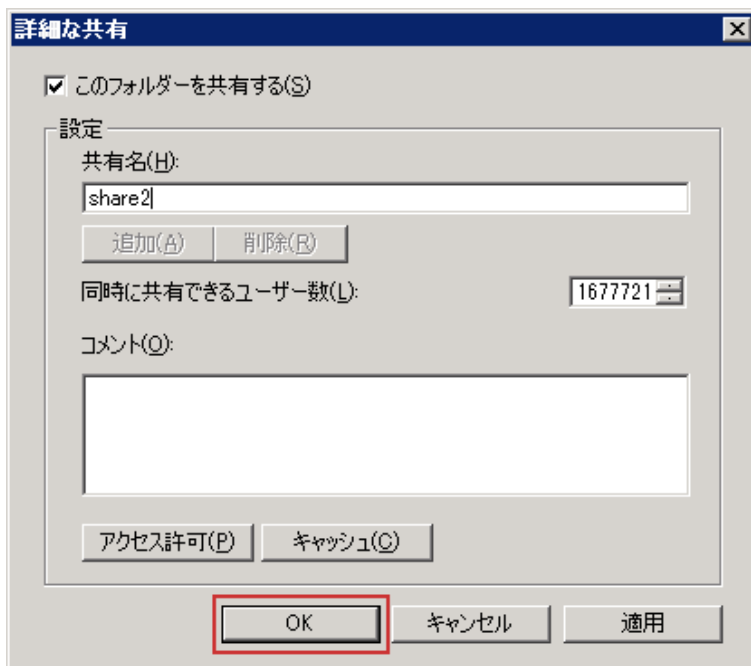 詳細な共有
このフォルダーを共有する(S)
設定
共有名(H):
share2
追加(A) 削除(R)
同時に共有できるユーザー数(L): 1677721
コメント(O):
アクセス許可(P) キャッシュ(C)
OK キャンセル 適用